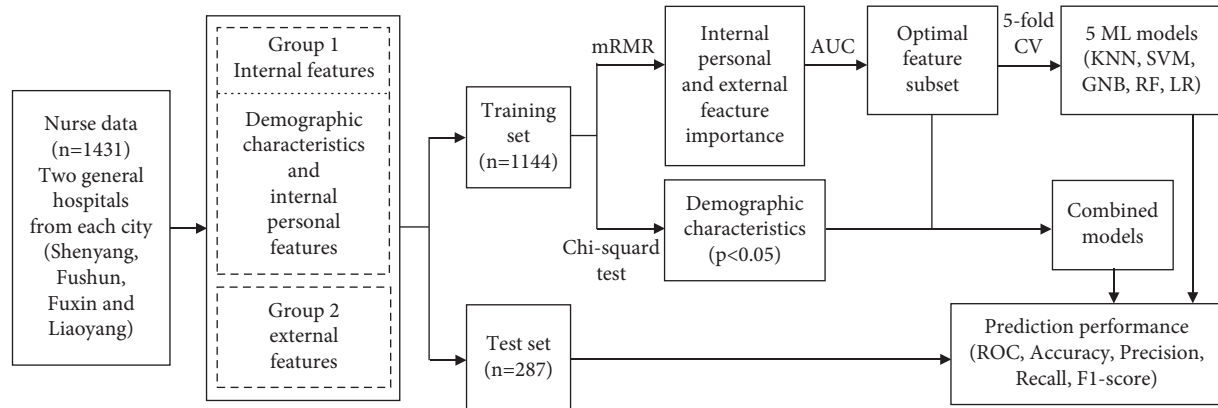 Nurse data
(n=1431)
Two general
hospitals
from each city
(Shenyang,
Fushun,
Fuxin and
Liaoyang)
Group 1
Internal features
Demographic
characteristics
and
internal
personal
features
Group 2
external
features
Training
set
(n=1144)
Test set
(n=287)
mRMR
Chi-squard
test
Internal
personal
and external
feacture
importance
Demographic
characteristics
(p<0.05)
AUC
Optimal
feature
subset
5-fold
CV
5 ML models
(KNN, SVM,
GNB, RF, LR)
Combined
models
Prediction performance
(ROC, Accuracy, Precision,
Recall, F1-score)